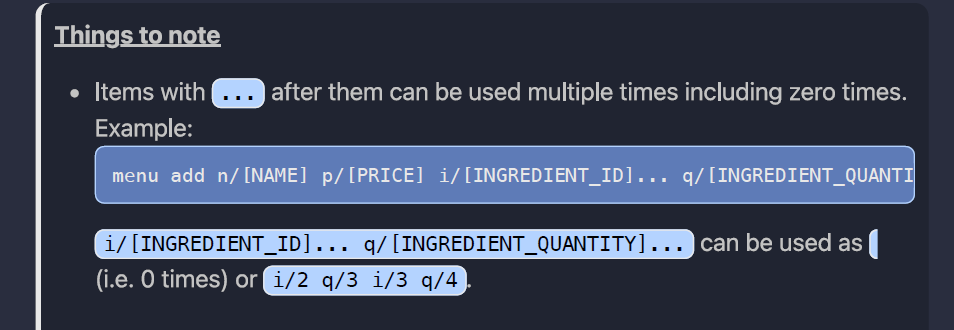 Things to note
• Items with ... after them can be used multiple times including zero times.
Example:
menu add n/[NAME] p/[PRICE] i/[INGREDIENT_ID]... q/[INGREDIENT_QUANTI
i/[INGREDIENT_ID]... q/[INGREDIENT_QUANTITY]... can be used as
(i.e. 0 times) or i/2 q/3 i/3 q/4.